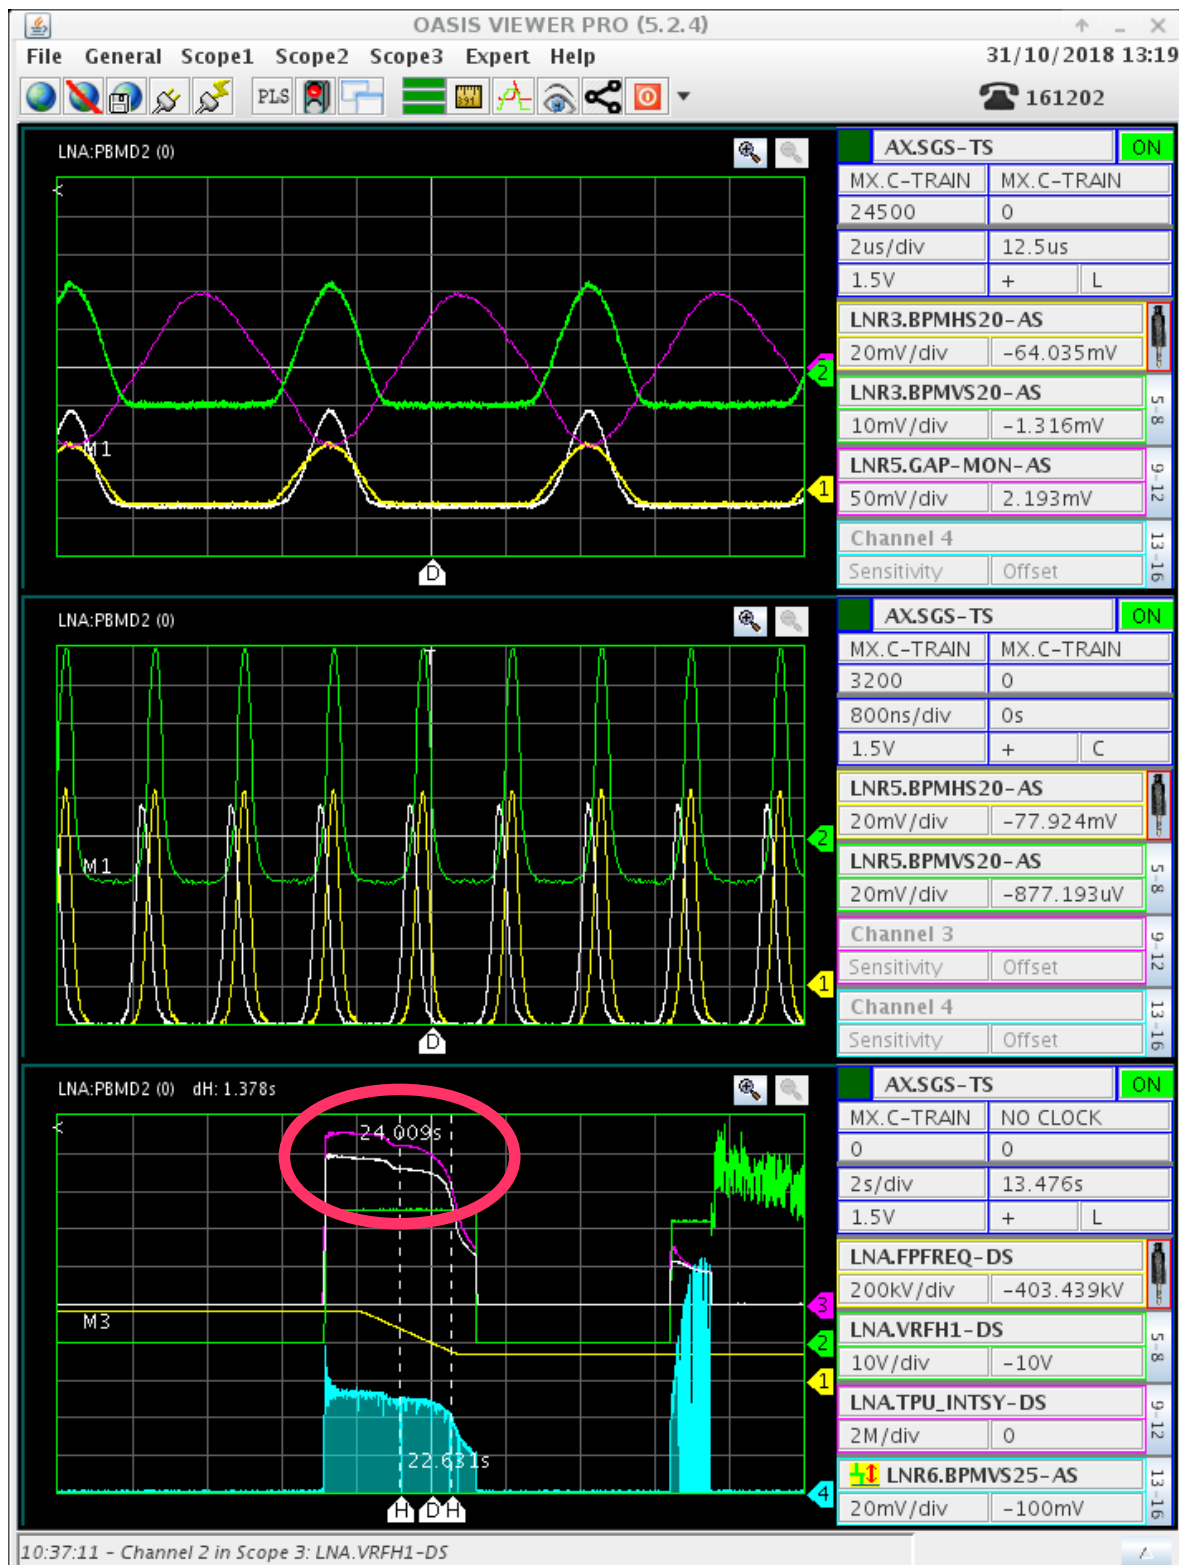 OASIS VIEWER PRO (5.2.4)
File General Scope1 Scope2 Scope3 Expert Help
31/10/2018 13:19
PLS
161202
LNA:PBMD2 (0)
M1
2
1
D
AX.SGS-TS ON
MX.C-TRAIN MX.C-TRAIN
24500 0
2us/div 12.5us
1.5V + L
LNR3.BPMHS20-AS
20mV/div -64.035mV
LNR3.BPMVS20-AS
10mV/div -1.316mV
LNR5.GAP-MON-AS
50mV/div 2.193mV
Channel 4
Sensitivity Offset
5-8
9-12
13-16
LNA:PBMD2 (0)
T
M1
2
1
D
AX.SGS-TS ON
MX.C-TRAIN MX.C-TRAIN
3200 0
800ns/div 0s
1.5V + C
LNR5.BPMHS20-AS
20mV/div -77.924mV
LNR5.BPMVS20-AS
20mV/div -877.193uV
Channel 3
Sensitivity Offset
Channel 4
Sensitivity Offset
5-8
9-12
13-16
LNA:PBMD2 (0) dH: 1.378s
24.009s
M3
22.631s
3
2
1
4
H D H
AX.SGS-TS ON
MX.C-TRAIN NO CLOCK
0 0
2s/div 13.476s
1.5V + L
LNA.FPFREQ-DS
200kV/div -403.439kV
LNA.VRFH1-DS
10V/div -10V
LNA.TPU_INTSY-DS
2M/div 0
LNR6.BPMVS25-AS
20mV/div -100mV
5-8
9-12
13-16
10:37:11 - Channel 2 in Scope 3: LNA.VRFH1-DS